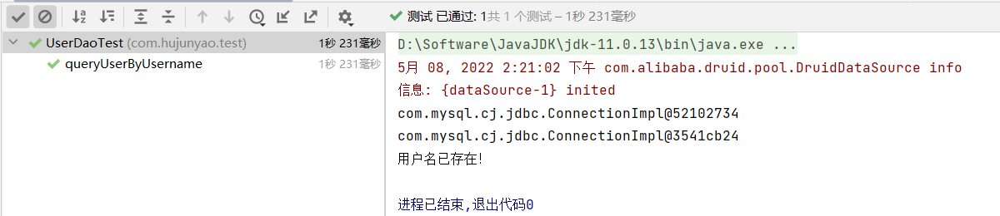 测试 已通过: 1共 1 个测试 – 1秒 231毫秒
UserDaoTest (com.hujunyao.test) 1秒 231毫秒
queryUserByUsername 1秒 231毫秒
D:\Software\JavaJDK\jdk-11.0.13\bin\java.exe ...
5月 08, 2022 2:21:02 下午 com.alibaba.druid.pool.DruidDataSource info
信息: {dataSource-1} inited
com.mysql.cj.jdbc.ConnectionImpl@52102734
com.mysql.cj.jdbc.ConnectionImpl@3541cb24
用户名已存在!
进程已结束,退出代码0